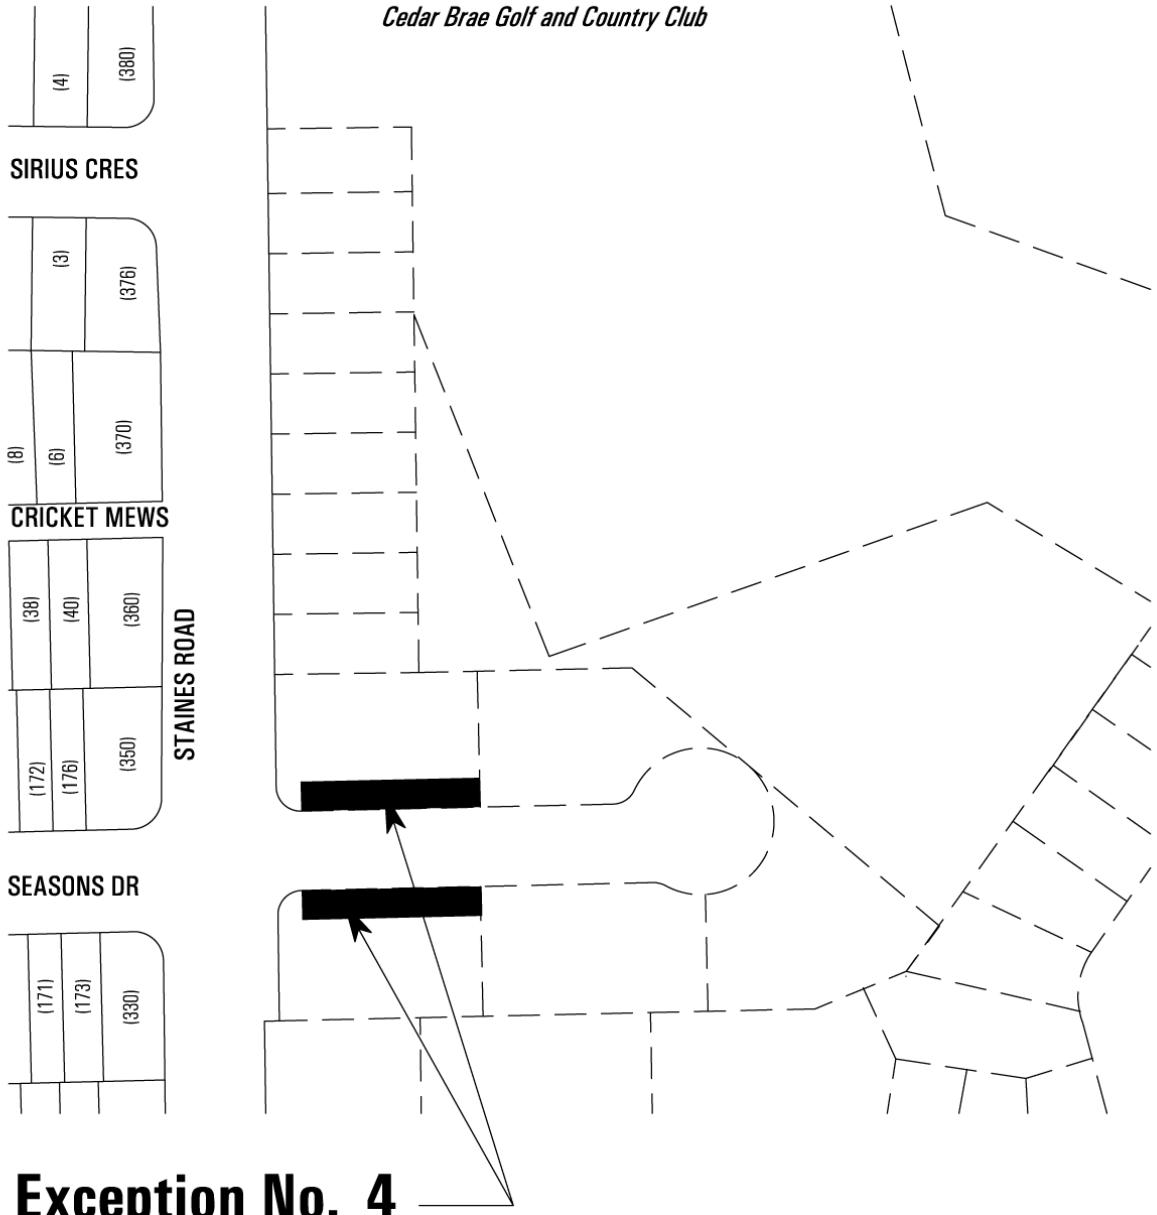 Cedar Brae Golf and Country Club
(4)
(380)
SIRIUS CRES
(3)
(376)
(8)
(6)
(370)
CRICKET MEWS
(38)
(40)
(360)
STAINES ROAD
(172)
(176)
(350)
SEASONS DR
(171)
(173)
(330)
Exception No. 4